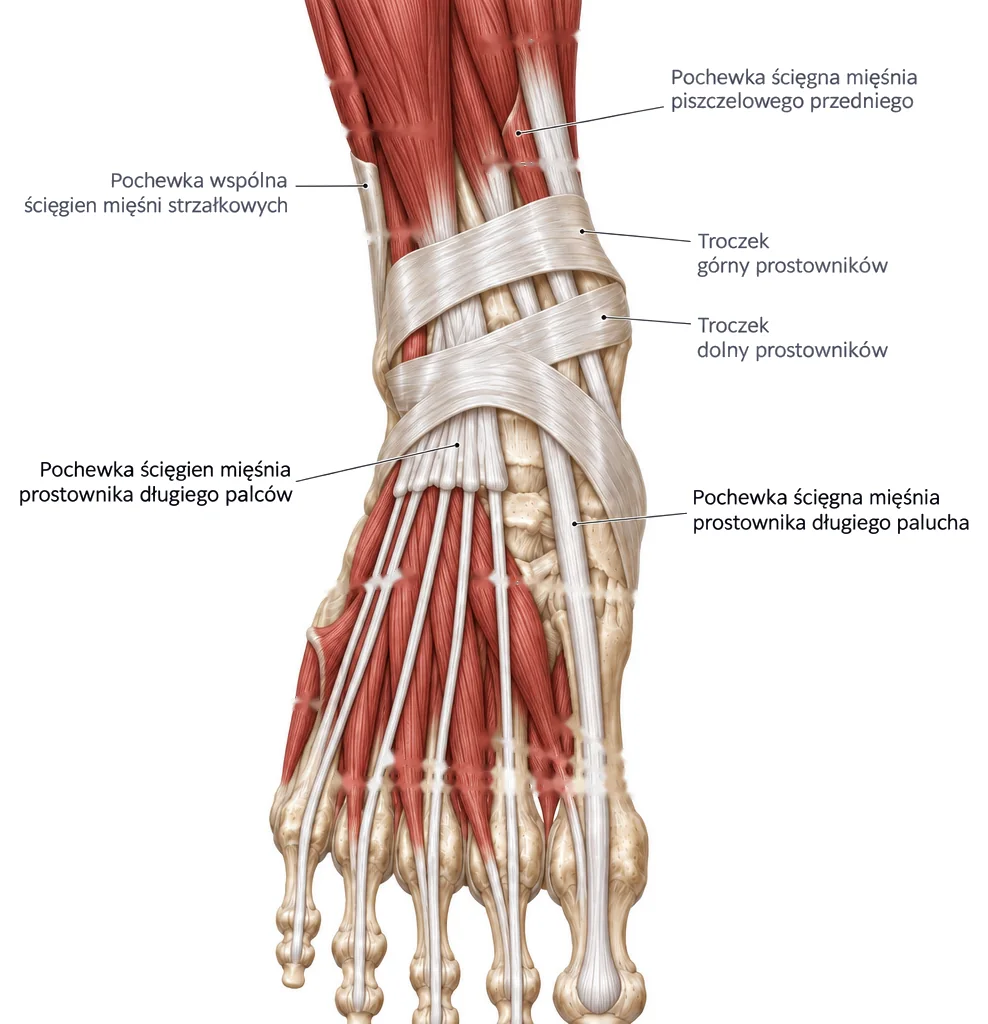 Pochewka ścięgna mięśnia
piszczelowego przedniego
Pochewka wspólna
ścięgien mięśni strzałkowych
Troczek
górny prostowników
Troczek
dolny prostowników
Pochewka ścięgien mięśnia
prostownika długiego palców
Pochewka ścięgna mięśnia
prostownika długiego palucha